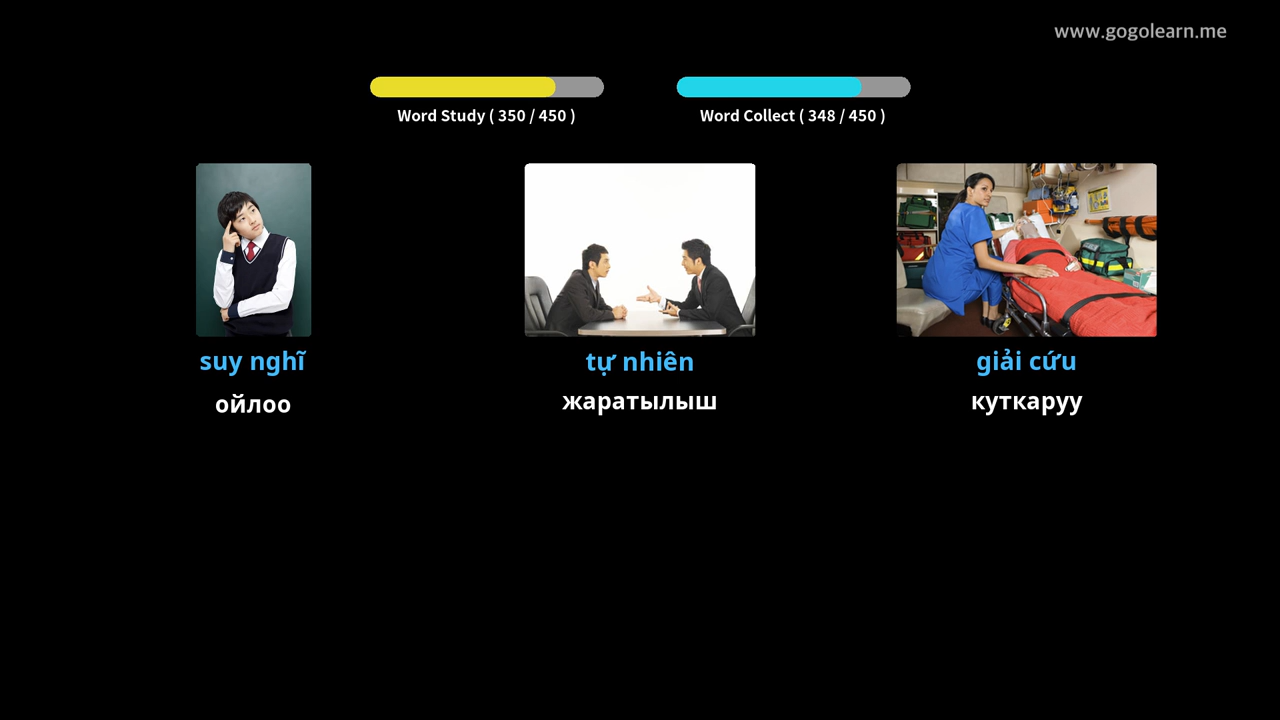 www.gogolearn.me
Word Study ( 350 / 450 )
Word Collect ( 348 / 450 )
suy nghĩ
tự nhiên
giải cứu
ойлоо
жаратылыш
куткаруу